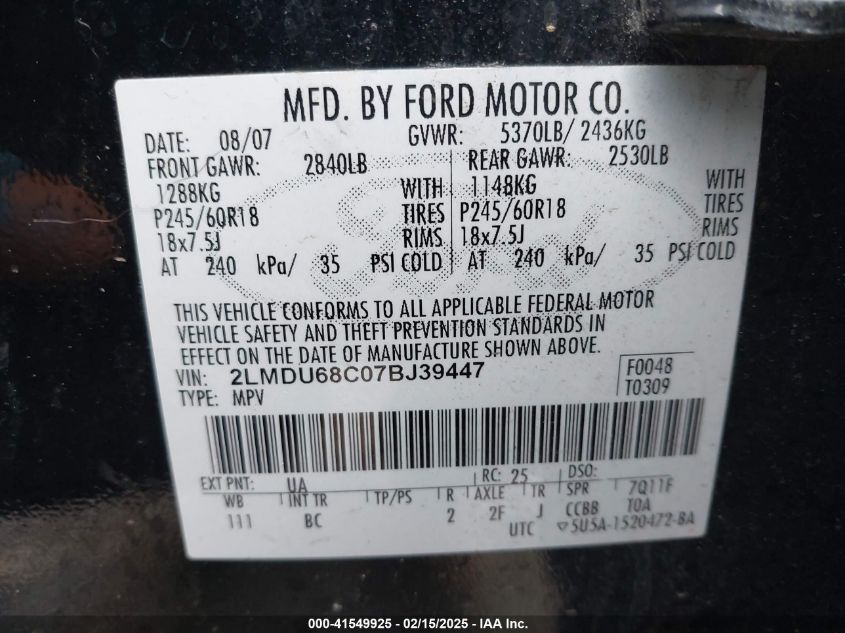 MFD. BY FORD MOTOR CO.
DATE: 08/07 GVWR: 5370LB/ 2436KG
FRONT GAWR: 2840LB REAR GAWR: 2530LB
1288KG WITH 1148KG WITH
P245/60R18 TIRES P245/60R18 TIRES
18x7.5J RIMS 18x7.5J RIMS
AT 240 kPa/ 35 PSI COLD AT 240 kPa/ 35 PSI COLD
THIS VEHICLE CONFORMS TO ALL APPLICABLE FEDERAL MOTOR
VEHICLE SAFETY AND THEFT PREVENTION STANDARDS IN
EFFECT ON THE DATE OF MANUFACTURE SHOWN ABOVE.
VIN: 2LMDU68C07BJ39447 F0048
TYPE: MPV T0309
EXT PNT: UA RC: 25 DSO:
WB INT TR TP/PS R AXLE TR SPR 7Q11F
111 BC 2 2F J CCBB T0A
UTC ▽5U5A-1520472-BA
000-41549925 - 02/15/2025 - IAA Inc.